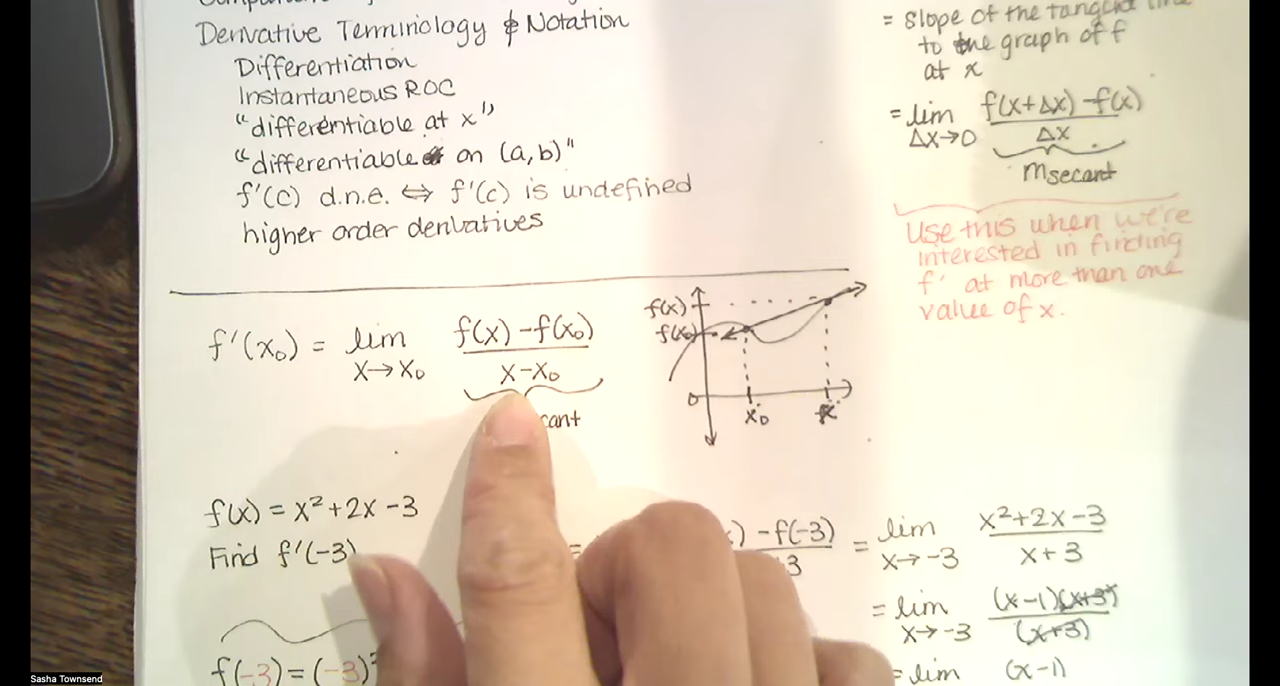 Derivative Terminology & Notation
Differentiation
Instantaneous ROC
"differentiable at x"
"differentiable on (a,b)"
f'(c) d.n.e. ⇔ f'(c) is undefined
higher order derivatives
= slope of the tangent line
to the graph of f
at x
= lim Δx→0 (f(x+Δx) - f(x)) / Δx
msecant
Use this when we're
interested in finding
f' at more than one
value of x.
f'(x₀) = lim x→x₀ (f(x) - f(x₀)) / (x - x₀)
cant
f(x)
f(x₀)
0
x₀
x
f(x) = x² + 2x - 3
Find f'(-3)
) - f(-3)
3
= lim x→-3 (x² + 2x - 3) / (x + 3)
= lim x→-3 (x-1)(x+3) / (x+3)
= lim (x-1)
f(-3) = (-3)²
Sasha Townsend